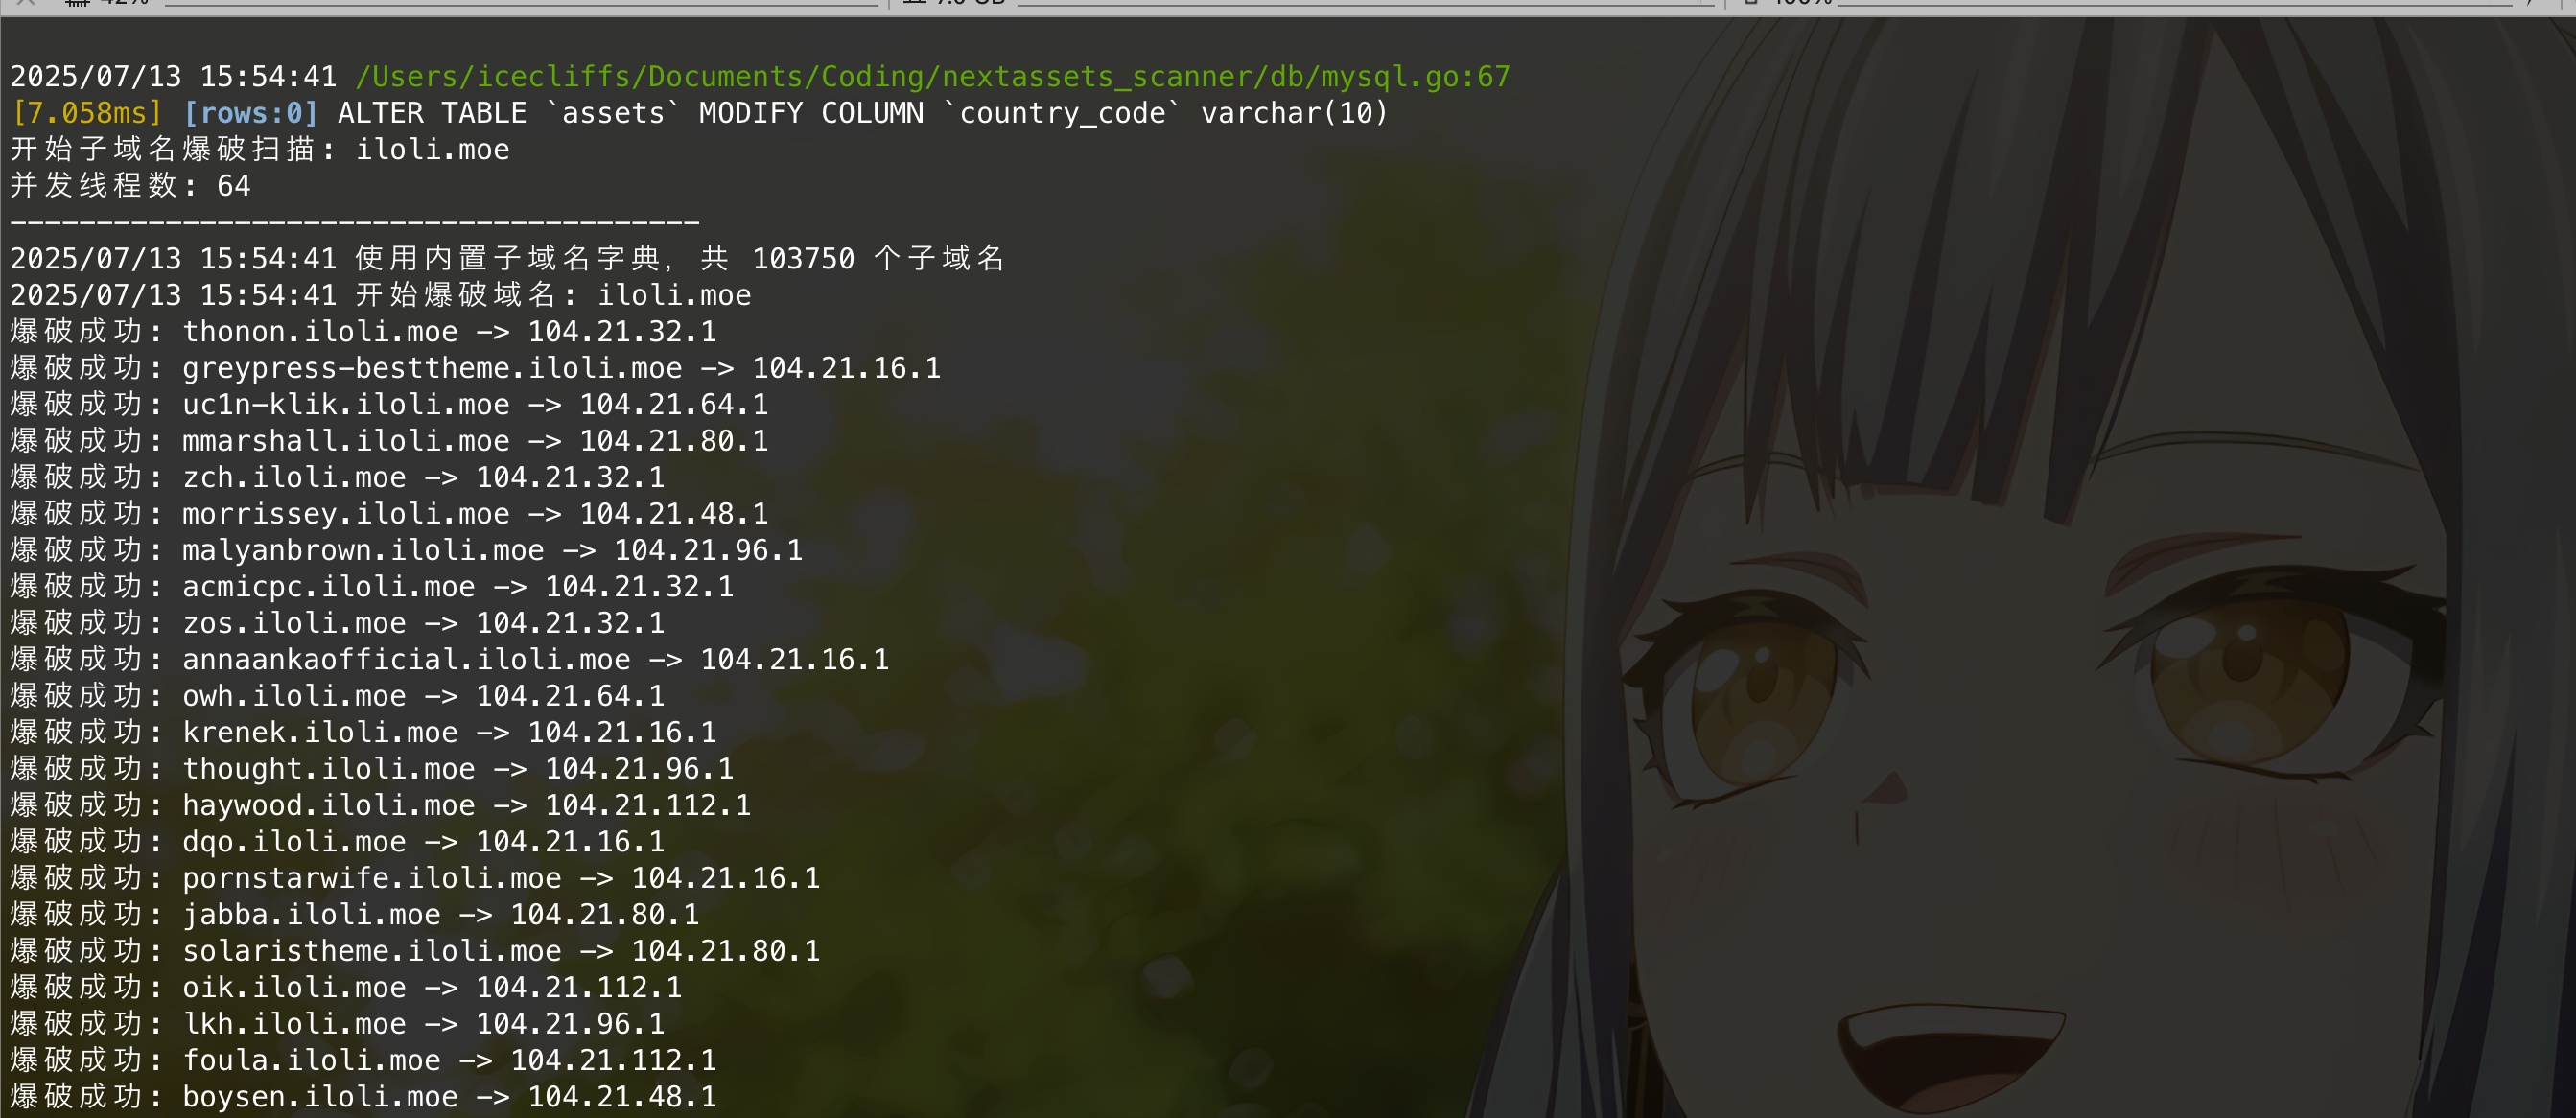 2025/07/13 15:54:41 /Users/icecliffs/Documents/Coding/nextassets_scanner/db/mysql.go:67
[7.058ms] [rows:0] ALTER TABLE `assets` MODIFY COLUMN `country_code` varchar(10)
开始子域名爆破扫描: iloli.moe
并发线程数: 64
----------------------------------------
2025/07/13 15:54:41 使用内置子域名字典, 共 103750 个子域名
2025/07/13 15:54:41 开始爆破域名: iloli.moe
爆破成功: thonon.iloli.moe -> 104.21.32.1
爆破成功: greypress-besttheme.iloli.moe -> 104.21.16.1
爆破成功: uc1n-klik.iloli.moe -> 104.21.64.1
爆破成功: mmarshall.iloli.moe -> 104.21.80.1
爆破成功: zch.iloli.moe -> 104.21.32.1
爆破成功: morrissey.iloli.moe -> 104.21.48.1
爆破成功: malyanbrown.iloli.moe -> 104.21.96.1
爆破成功: acmicpc.iloli.moe -> 104.21.32.1
爆破成功: zos.iloli.moe -> 104.21.32.1
爆破成功: annaankaofficial.iloli.moe -> 104.21.16.1
爆破成功: owh.iloli.moe -> 104.21.64.1
爆破成功: krenek.iloli.moe -> 104.21.16.1
爆破成功: thought.iloli.moe -> 104.21.96.1
爆破成功: haywood.iloli.moe -> 104.21.112.1
爆破成功: dqo.iloli.moe -> 104.21.16.1
爆破成功: pornstarwife.iloli.moe -> 104.21.16.1
爆破成功: jabba.iloli.moe -> 104.21.80.1
爆破成功: solaristheme.iloli.moe -> 104.21.80.1
爆破成功: oik.iloli.moe -> 104.21.112.1
爆破成功: lkh.iloli.moe -> 104.21.96.1
爆破成功: foula.iloli.moe -> 104.21.112.1
爆破成功: boysen.iloli.moe -> 104.21.48.1